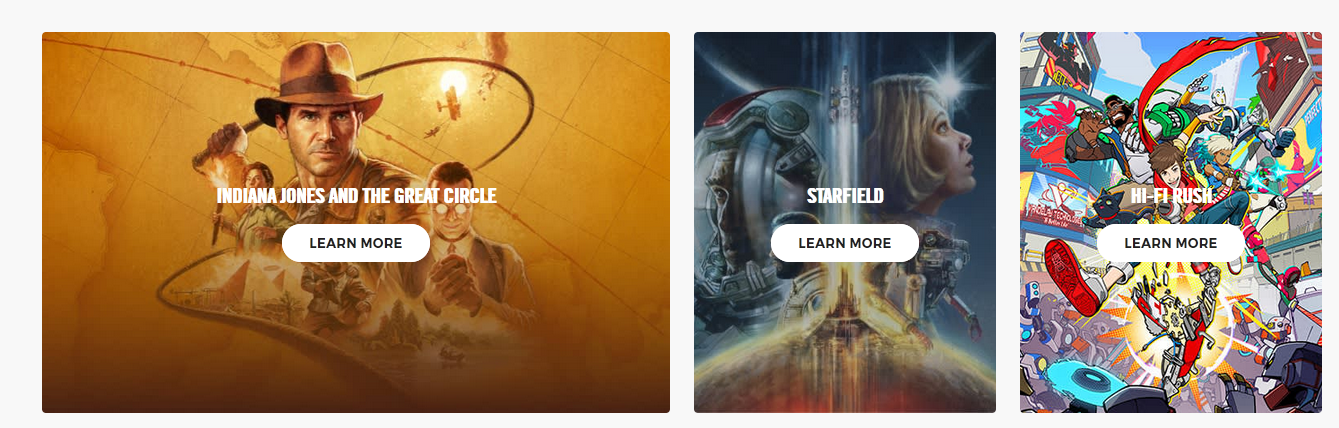 INDIANA JONES AND THE GREAT CIRCLE
LEARN MORE
STARFIELD
LEARN MORE
HI-FI RUSH
LEARN MORE